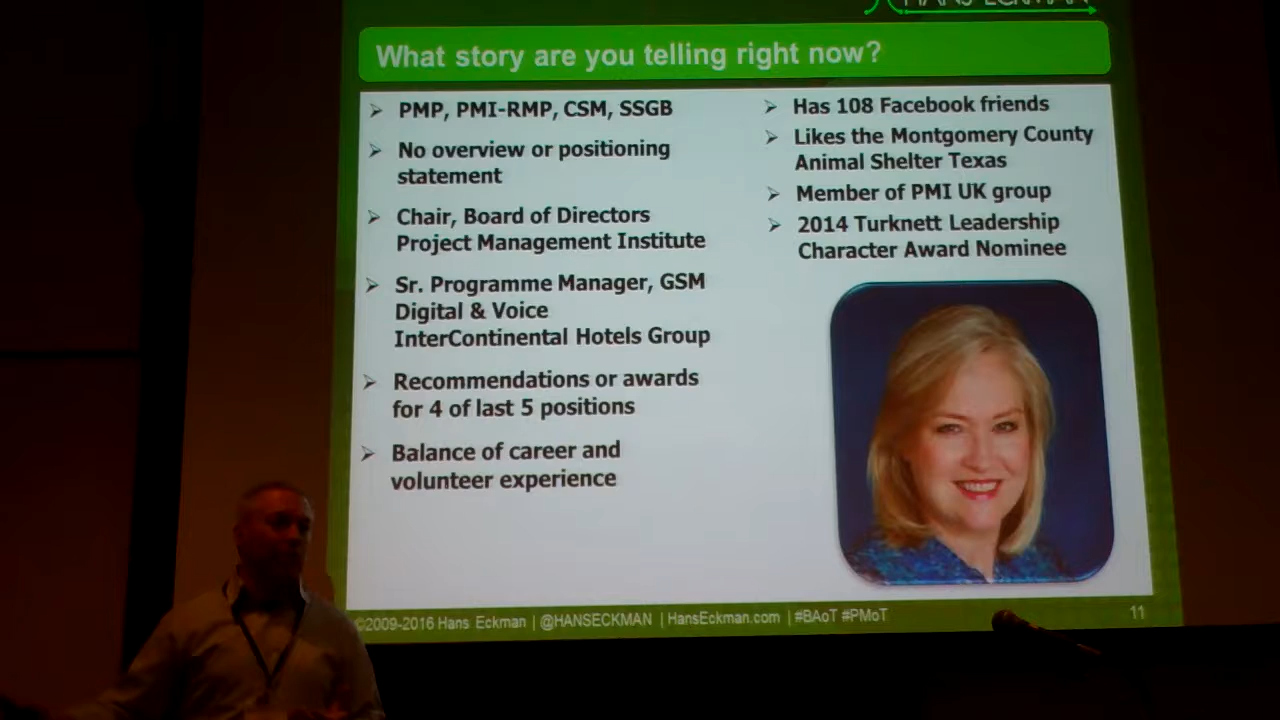 HANS ECKMAN
What story are you telling right now?
PMP, PMI-RMP, CSM, SSGB
No overview or positioning
statement
Chair, Board of Directors
Project Management Institute
Sr. Programme Manager, GSM
Digital & Voice
InterContinental Hotels Group
Recommendations or awards
for 4 of last 5 positions
Balance of career and
volunteer experience
Has 108 Facebook friends
Likes the Montgomery County
Animal Shelter Texas
Member of PMI UK group
2014 Turknett Leadership
Character Award Nominee
©2009-2016 Hans Eckman | @HANSECKMAN | HansEckman.com | #BAoT #PMoT
11